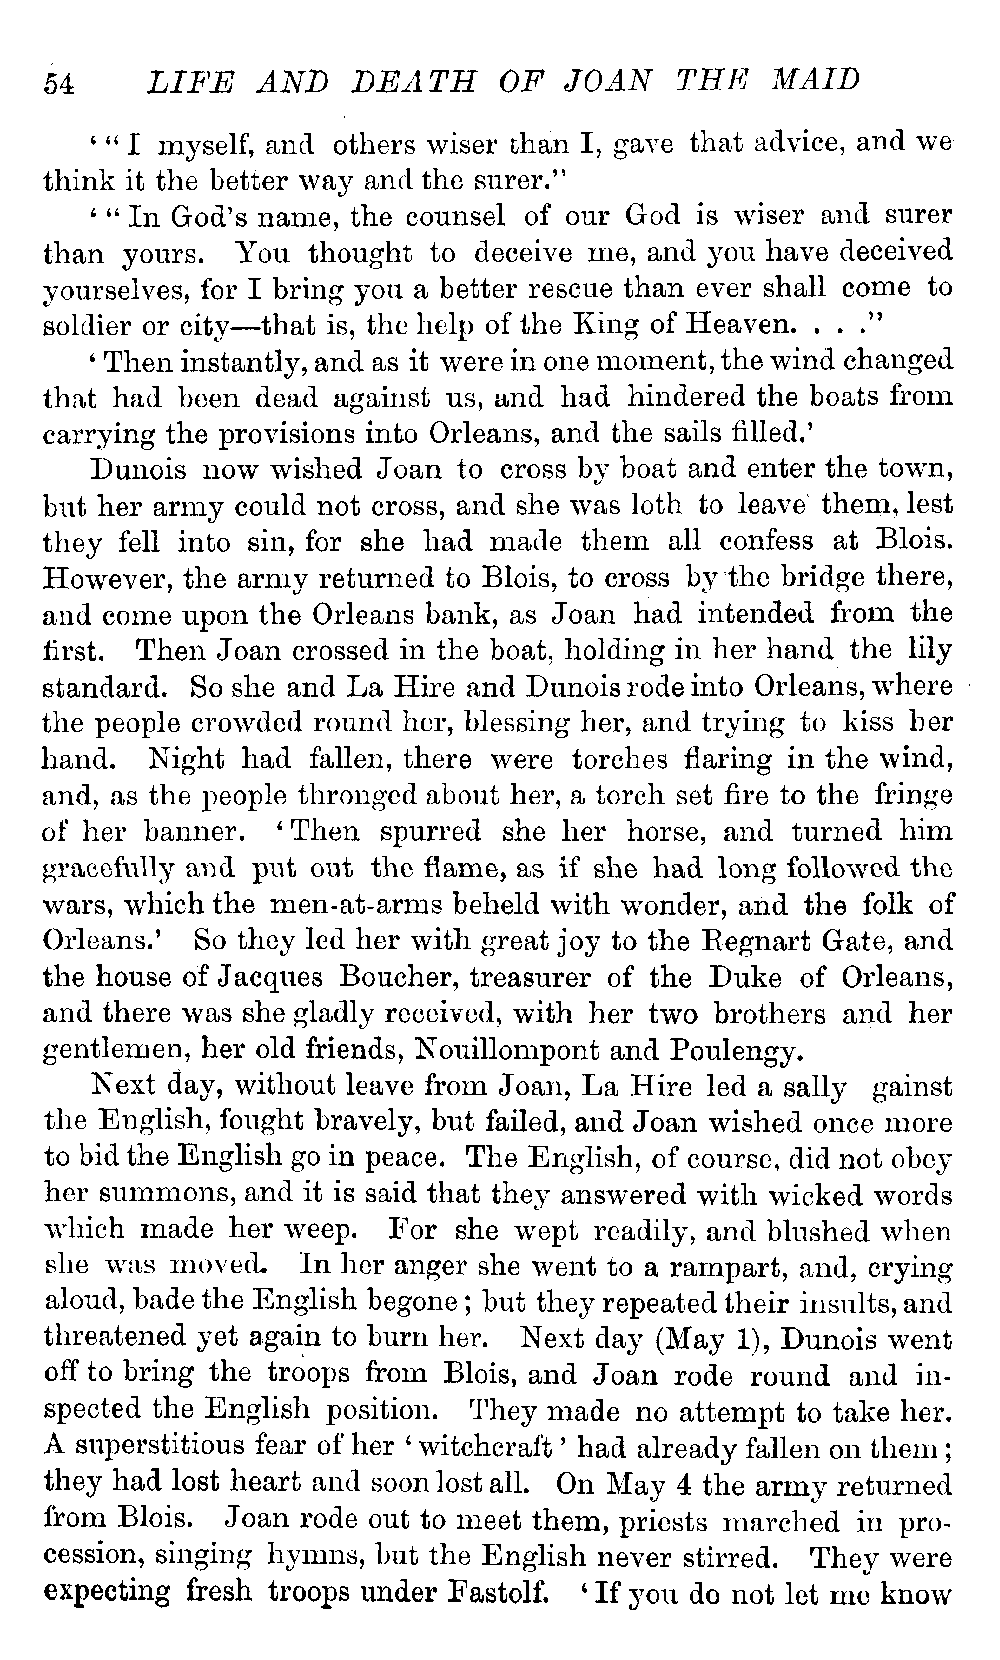 54 LIFE AND DEATH OF JOAN THE MAID
‘ “ I myself, and others wiser than I, gave that advice, and we
think it the better way and the surer.”
‘ “ In God’s name, the counsel of our God is wiser and surer
than yours. You thought to deceive me, and you have deceived
yourselves, for I bring you a better rescue than ever shall come to
soldier or city—that is, the help of the King of Heaven. . . .”
‘ Then instantly, and as it were in one moment, the wind changed
that had been dead against us, and had hindered the boats from
carrying the provisions into Orleans, and the sails filled.’
Dunois now wished Joan to cross by boat and enter the town,
but her army could not cross, and she was loth to leave them, lest
they fell into sin, for she had made them all confess at Blois.
However, the army returned to Blois, to cross by the bridge there,
and come upon the Orleans bank, as Joan had intended from the
first. Then Joan crossed in the boat, holding in her hand the lily
standard. So she and La Hire and Dunois rode into Orleans, where
the people crowded round her, blessing her, and trying to kiss her
hand. Night had fallen, there were torches flaring in the wind,
and, as the people thronged about her, a torch set fire to the fringe
of her banner. ‘ Then spurred she her horse, and turned him
gracefully and put out the flame, as if she had long followed the
wars, which the men-at-arms beheld with wonder, and the folk of
Orleans.’ So they led her with great joy to the Regnart Gate, and
the house of Jacques Boucher, treasurer of the Duke of Orleans,
and there was she gladly received, with her two brothers and her
gentlemen, her old friends, Nouillompont and Poulengy.
Next day, without leave from Joan, La Hire led a sally gainst
the English, fought bravely, but failed, and Joan wished once more
to bid the English go in peace. The English, of course, did not obey
her summons, and it is said that they answered with wicked words
which made her weep. For she wept readily, and blushed when
she was moved. In her anger she went to a rampart, and, crying
aloud, bade the English begone ; but they repeated their insults, and
threatened yet again to burn her. Next day (May 1), Dunois went
off to bring the troops from Blois, and Joan rode round and in-
spected the English position. They made no attempt to take her.
A superstitious fear of her ‘ witchcraft ’ had already fallen on them ;
they had lost heart and soon lost all. On May 4 the army returned
from Blois. Joan rode out to meet them, priests marched in pro-
cession, singing hymns, but the English never stirred. They were
expecting fresh troops under Fastolf. ‘ If you do not let me know